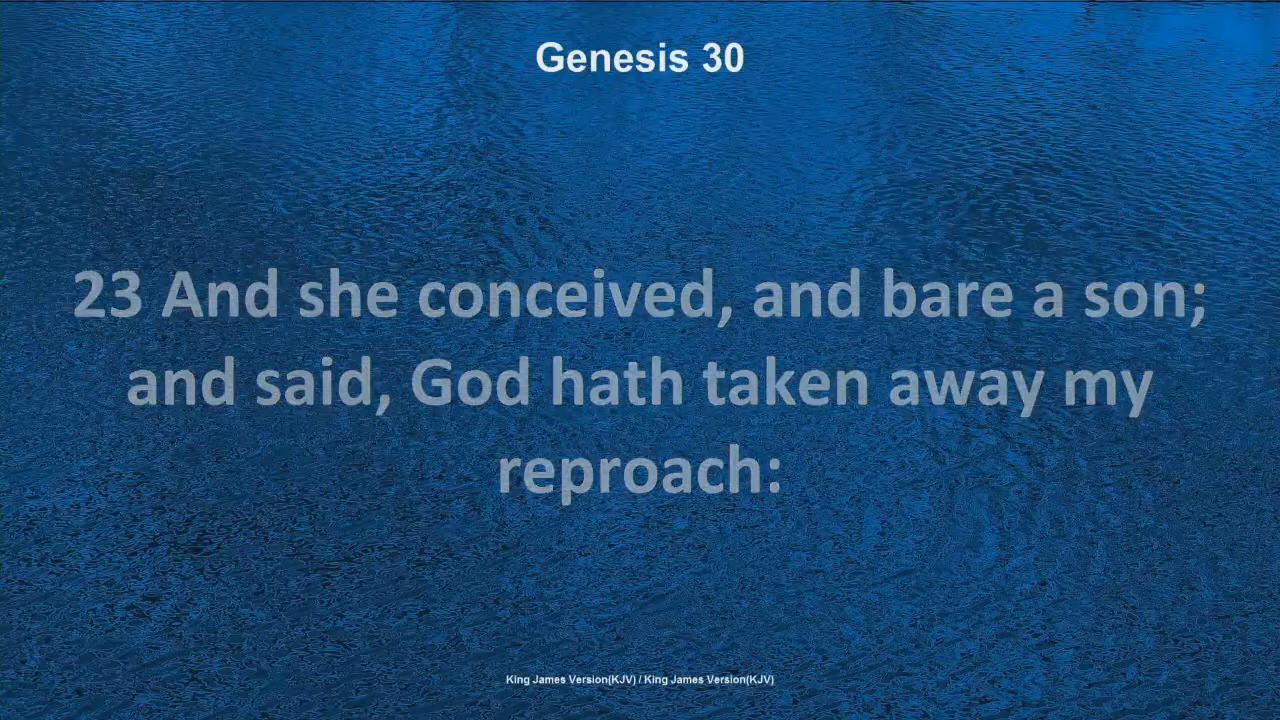 Genesis 30
23 And she conceived, and bare a son;
and said, God hath taken away my
reproach:
King James Version(KJV) / King James Version(KJV)